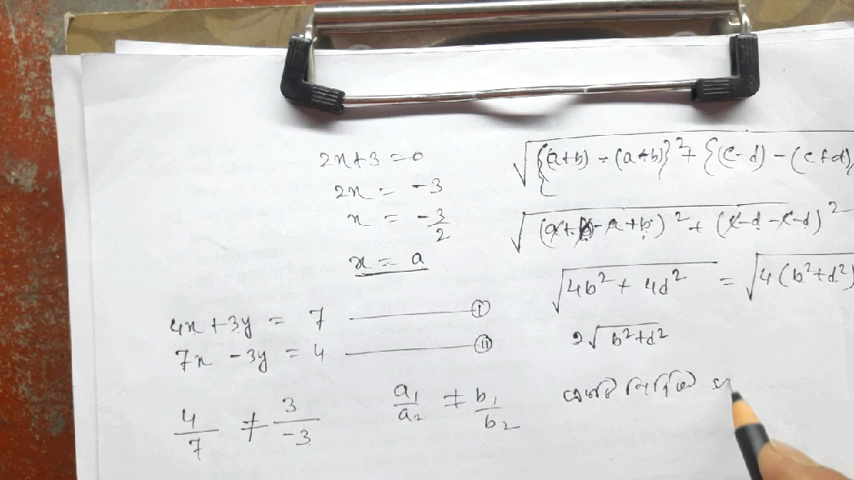 2x+3=0
2x = -3
x = -3/2
x = a
4x+3y = 7 —— (I)
7x-3y = 4 —— (II)
4/7 ≠ 3/-3
a₁/a₂ ≠ b₁/b₂
√{(a+b)-(a-b)}²+{(c-d)-(c+d)
√(a+b-a+b)²+(c-d-c-d)²
√4b²+4d² = √4(b²+d²)
2√b²+d²